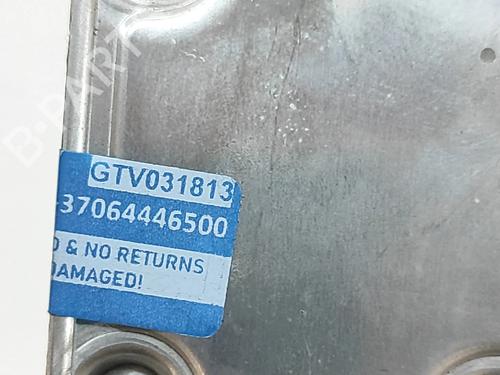 B-PART
GTV031813
37064446500
& NO RETURNS
DAMAGED!